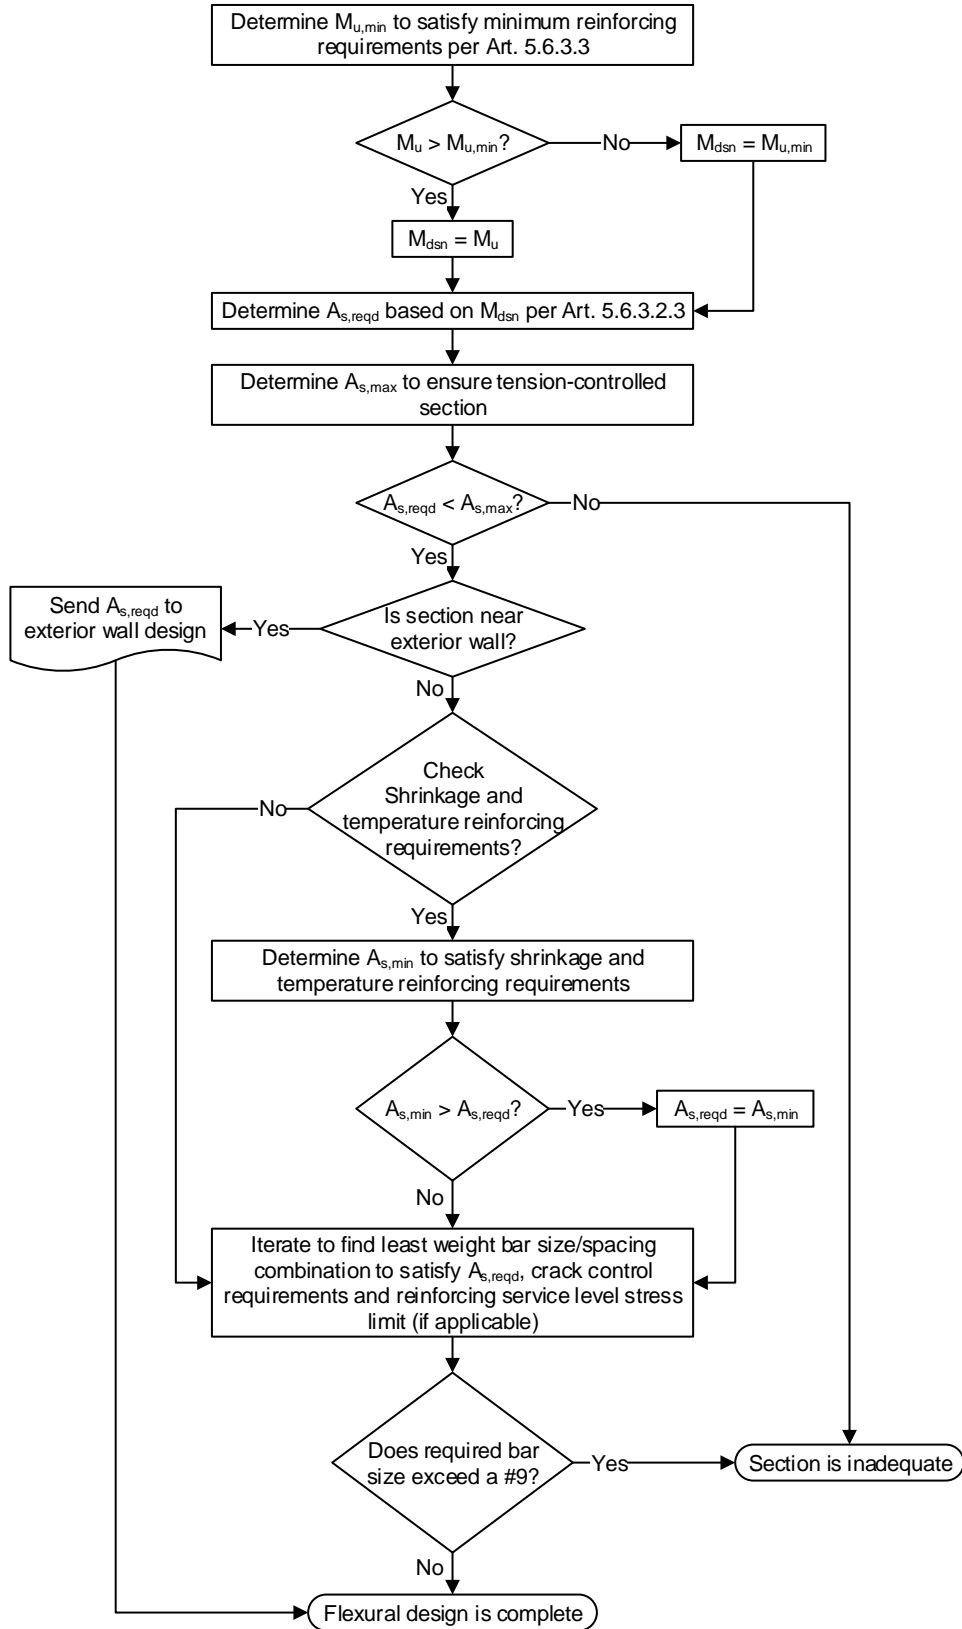 Determine M_u,min to satisfy minimum reinforcing
requirements per Art. 5.6.3.3
M_u > M_u,min?
No
M_dsn = M_u,min
Yes
M_dsn = M_u
Determine A_s,reqd based on M_dsn per Art. 5.6.3.2.3
Determine A_s,max to ensure tension-controlled
section
A_s,reqd < A_s,max?
No
Yes
Send A_s,reqd to
exterior wall design
Yes
Is section near
exterior wall?
No
Check
Shrinkage and
temperature reinforcing
requirements?
No
Yes
Determine A_s,min to satisfy shrinkage and
temperature reinforcing requirements
A_s,min > A_s,reqd?
Yes
A_s,reqd = A_s,min
No
Iterate to find least weight bar size/spacing
combination to satisfy A_s,reqd, crack control
requirements and reinforcing service level stress
limit (if applicable)
Does required bar
size exceed a #9?
Yes
Section is inadequate
No
Flexural design is complete